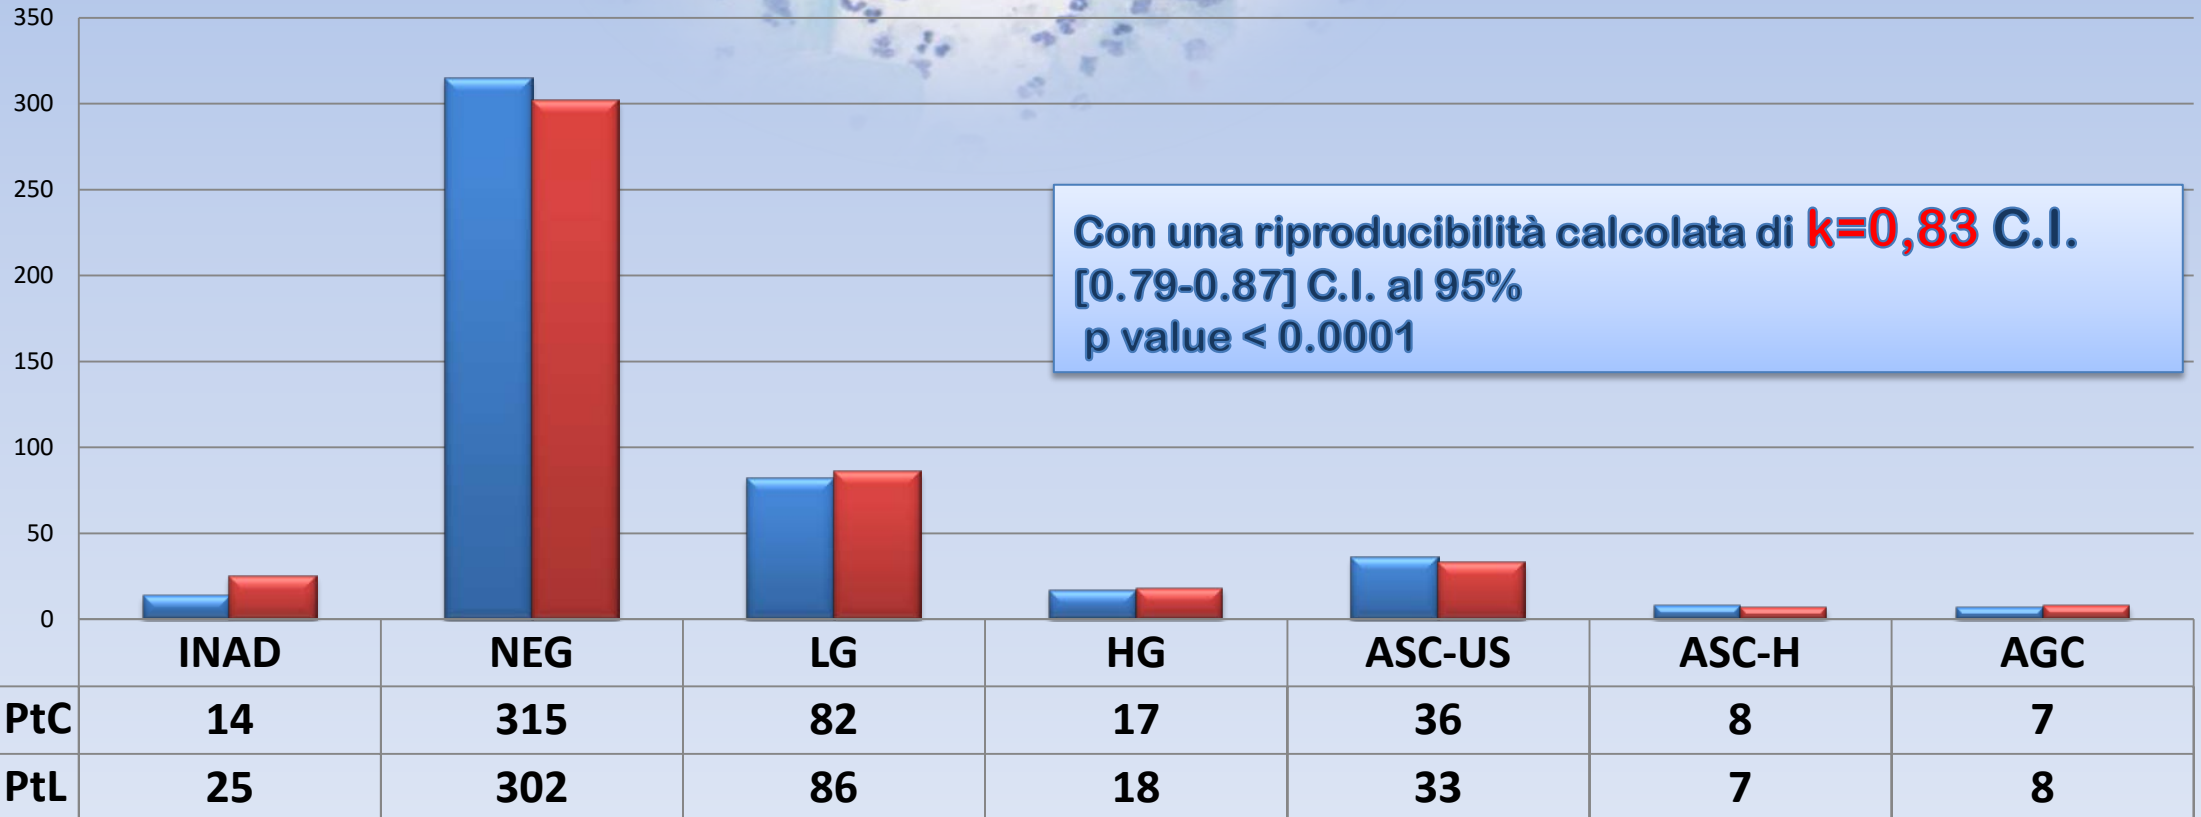 350
300
250
200
150
100
50
0
Con una riproducibilità calcolata di k=0,83 C.I.
[0.79-0.87] C.I. al 95%
p value < 0.0001
INAD NEG LG HG ASC-US ASC-H AGC
PtC 14 315 82 17 36 8 7
PtL 25 302 86 18 33 7 8